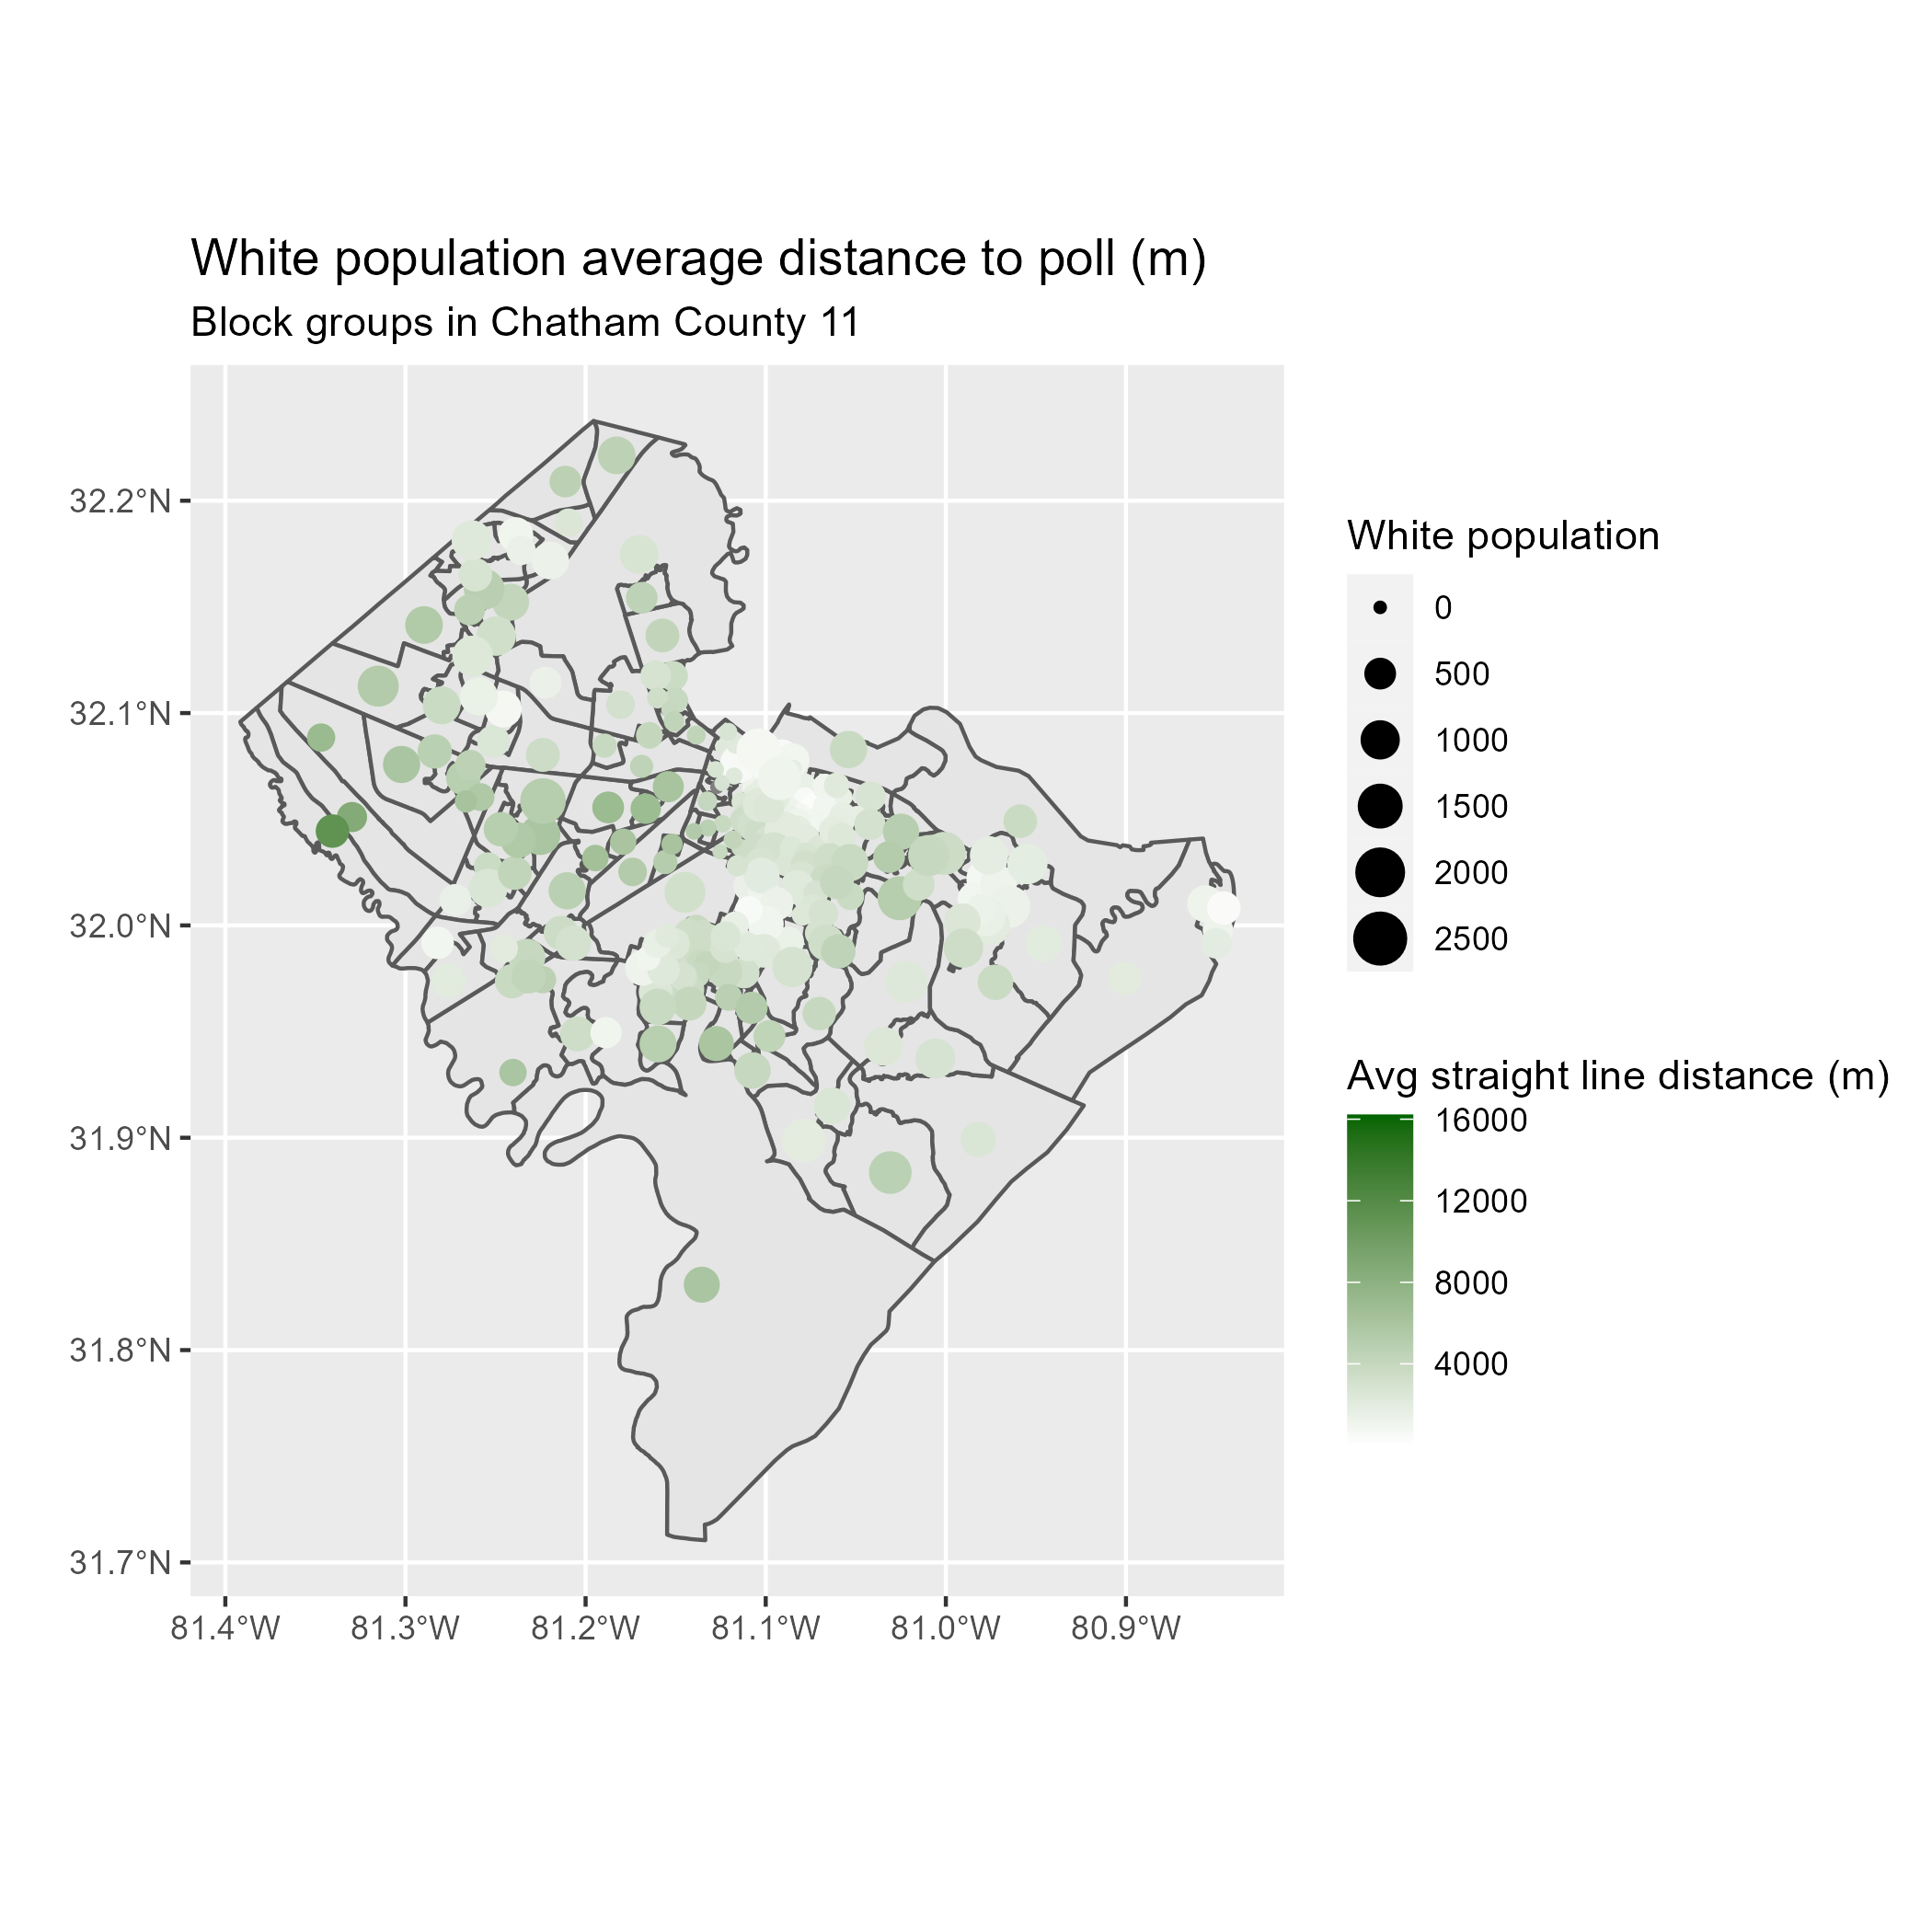 White population average distance to poll (m)
Block groups in Chatham County 11
32.2°N
32.1°N
32.0°N
31.9°N
31.8°N
31.7°N
81.4°W 81.3°W 81.2°W 81.1°W 81.0°W 80.9°W
White population
0
500
1000
1500
2000
2500
Avg straight line distance (m)
16000
12000
8000
4000